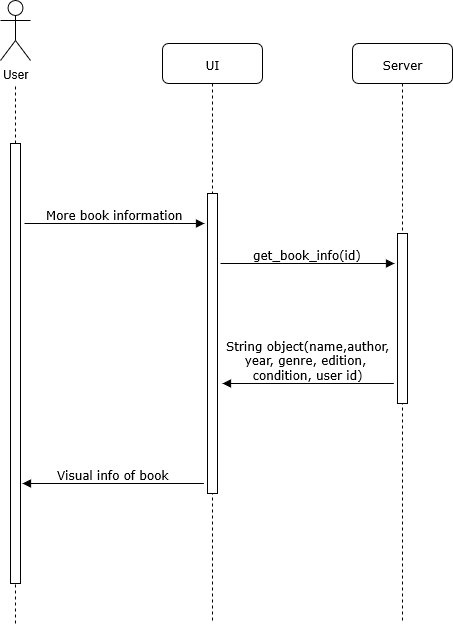 User
UI
Server
More book information
get_book_info(id)
String object(name,author,
year, genre, edition,
condition, user id)
Visual info of book